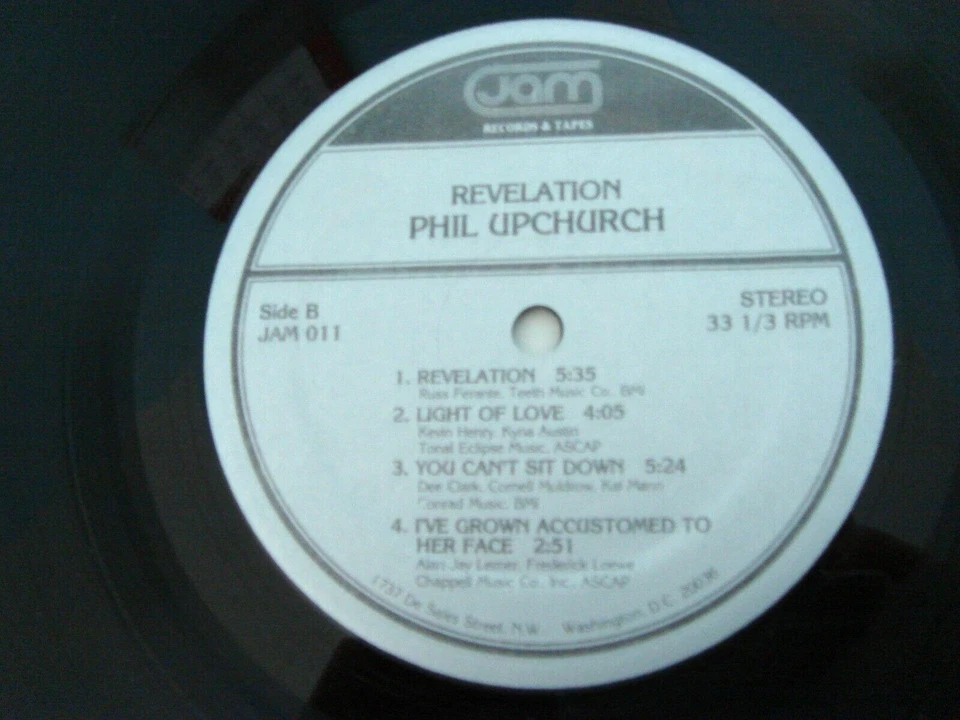 Jam
RECORDS & TAPES
REVELATION
PHIL UPCHURCH
Side B
JAM 011
STEREO
33 1/3 RPM
1. REVELATION 5:35
Russ Ferante, Teeth Music Co. BMI
2. LIGHT OF LOVE 4:05
Kevin Henry, Kyna Austin
Tonal Eclipse Music, ASCAP
3. YOU CAN'T SIT DOWN 5:24
Dee Clark, Cornell Muldrow, Kal Mann
Conrad Music, BMI
4. I'VE GROWN ACCUSTOMED TO
HER FACE 2:51
Alan Jay Lerner, Frederick Loewe
Chappell Music Co., Inc., ASCAP
1737 De Sales Street, N.W. Washington, D.C. 20036